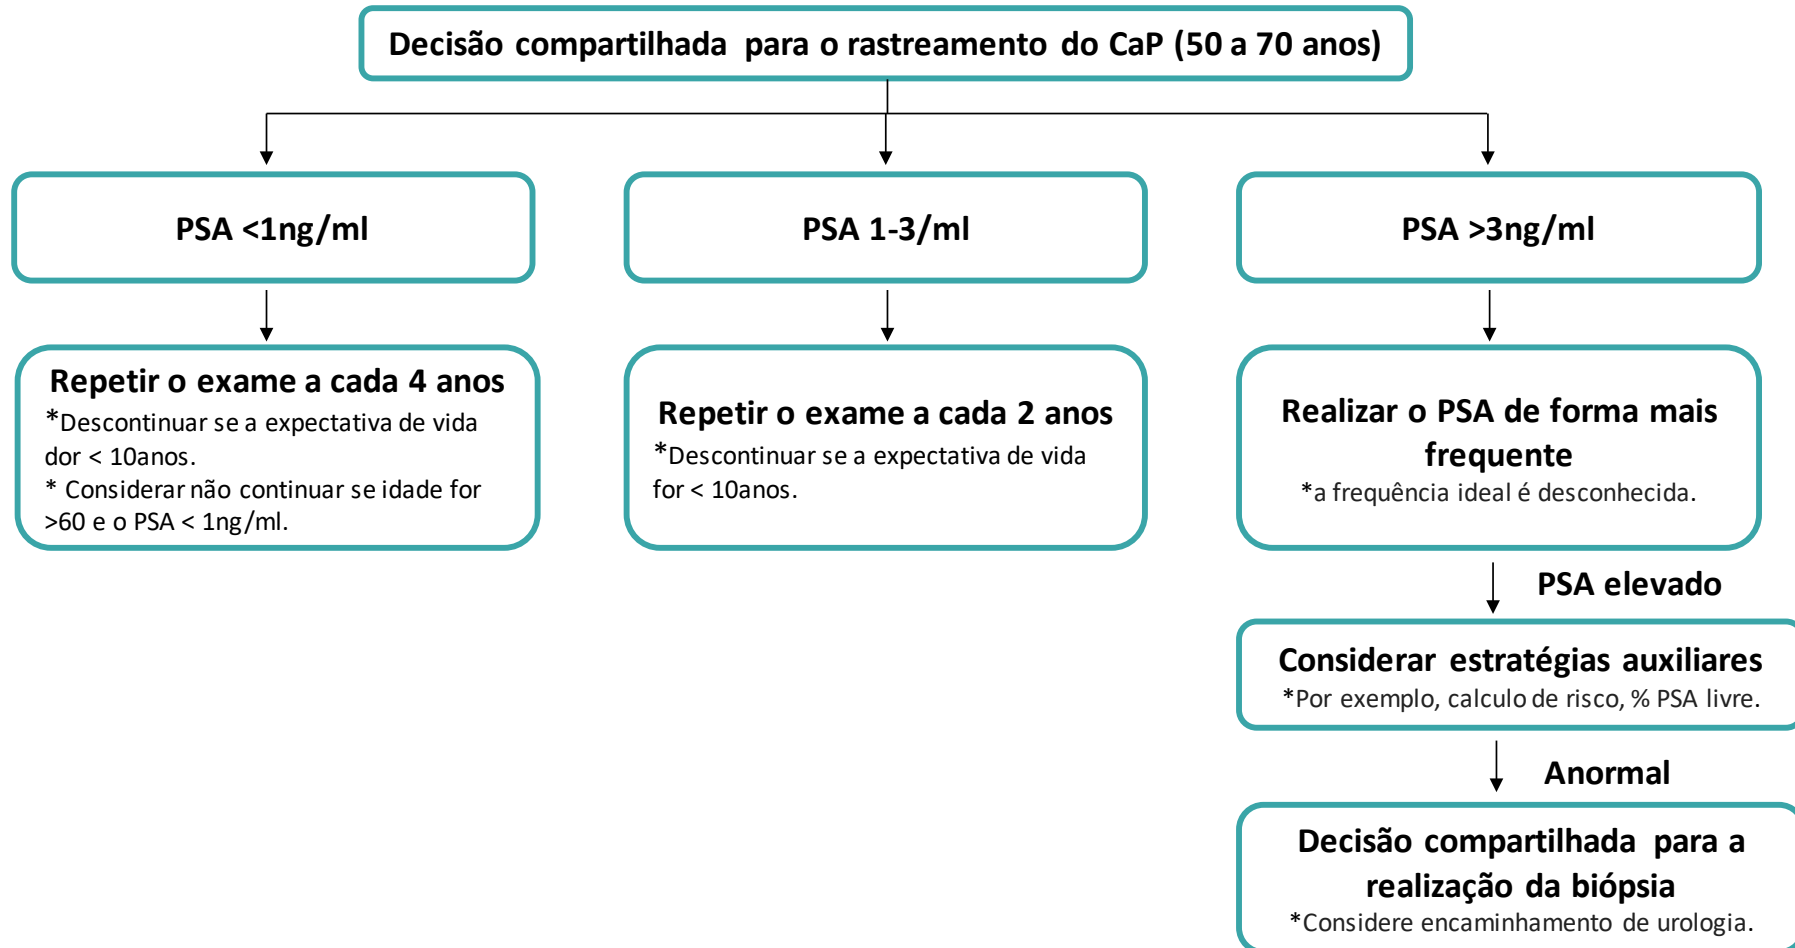 Decisão compartilhada para o rastreamento do CaP (50 a 70 anos)
PSA <1ng/ml
PSA 1-3/ml
PSA >3ng/ml
Repetir o exame a cada 4 anos
*Descontinuar se a expectativa de vida
dor < 10anos.
* Considerar não continuar se idade for
>60 e o PSA < 1ng/ml.
Repetir o exame a cada 2 anos
*Descontinuar se a expectativa de vida
for < 10anos.
Realizar o PSA de forma mais
frequente
*a frequência ideal é desconhecida.
PSA elevado
Considerar estratégias auxiliares
*Por exemplo, calculo de risco, % PSA livre.
Anormal
Decisão compartilhada para a
realização da biópsia
*Considere encaminhamento de urologia.